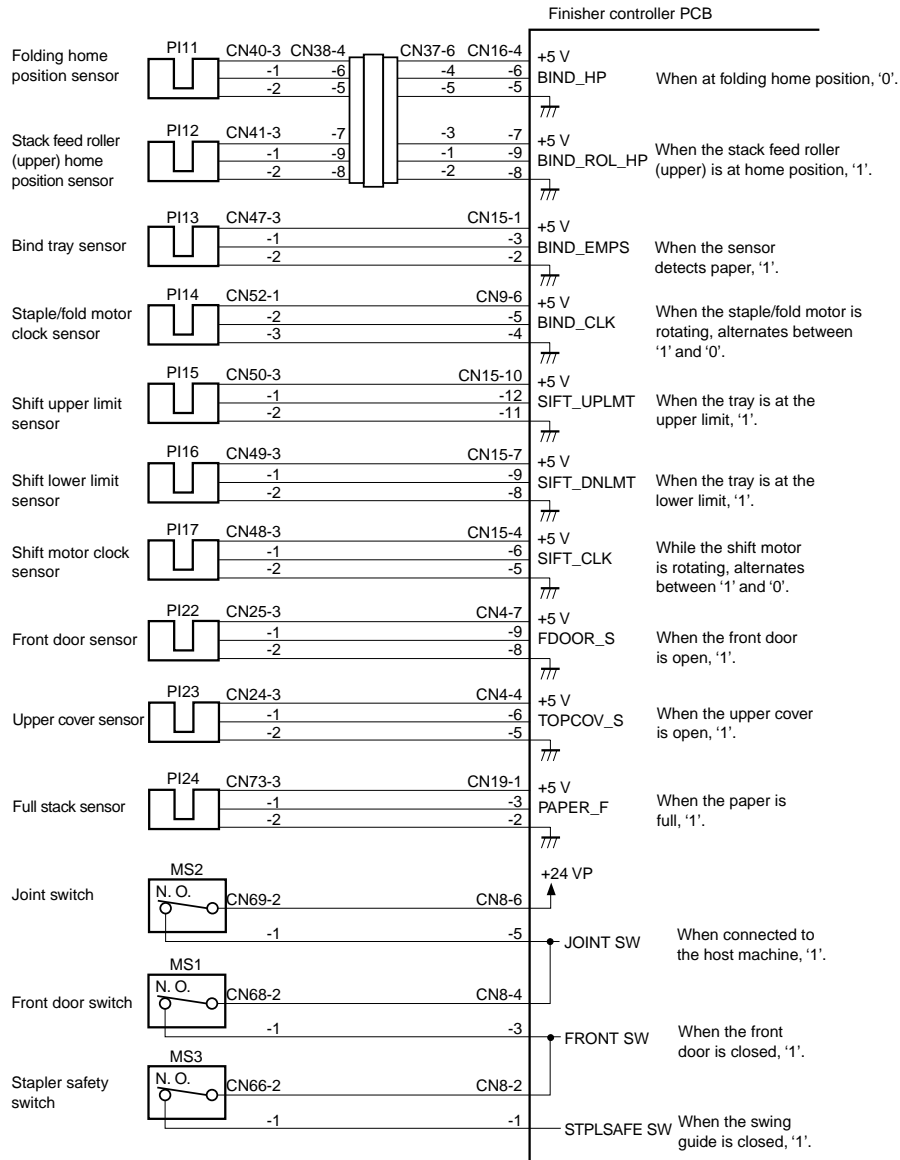 Finisher controller PCB
Folding home
position sensor
PI11
CN40-3 CN38-4 CN37-6 CN16-4
-1 -6 -4 -6
-2 -5 -5 -5
+5 V
BIND_HP
When at folding home position, ‘0’.
Stack feed roller
(upper) home
position sensor
PI12
CN41-3 -7 -3 -7
-1 -9 -1 -9
-2 -8 -2 -8
+5 V
BIND_ROL_HP
When the stack feed roller
(upper) is at home position, ‘1’.
Bind tray sensor
PI13
CN47-3 CN15-1
-1 -3
-2 -2
+5 V
BIND_EMPS
When the sensor
detects paper, ‘1’.
Staple/fold motor
clock sensor
PI14
CN52-1 CN9-6
-2 -5
-3 -4
+5 V
BIND_CLK
When the staple/fold motor is
rotating, alternates between
‘1’ and ‘0’.
Shift upper limit
sensor
PI15
CN50-3 CN15-10
-1 -12
-2 -11
+5 V
SIFT_UPLMT
When the tray is at the
upper limit, ‘1’.
Shift lower limit
sensor
PI16
CN49-3 CN15-7
-1 -9
-2 -8
+5 V
SIFT_DNLMT
When the tray is at the
lower limit, ‘1’.
Shift motor clock
sensor
PI17
CN48-3 CN15-4
-1 -6
-2 -5
+5 V
SIFT_CLK
While the shift motor
is rotating, alternates
between ‘1’ and ‘0’.
Front door sensor
PI22
CN25-3 CN4-7
-1 -9
-2 -8
+5 V
FDOOR_S
When the front door
is open, ‘1’.
Upper cover sensor
PI23
CN24-3 CN4-4
-1 -6
-2 -5
+5 V
TOPCOV_S
When the upper cover
is open, ‘1’.
Full stack sensor
PI24
CN73-3 CN19-1
-1 -3
-2 -2
+5 V
PAPER_F
When the paper is
full, ‘1’.
Joint switch
MS2
N. O.
CN69-2 CN8-6
-1 -5
+24 VP
JOINT SW
When connected to
the host machine, ‘1’.
Front door switch
MS1
N. O.
CN68-2 CN8-4
-1 -3
FRONT SW
When the front
door is closed, ‘1’.
Stapler safety
switch
MS3
N. O.
CN66-2 CN8-2
-1 -1
STPLSAFE SW
When the swing
guide is closed, ‘1’.